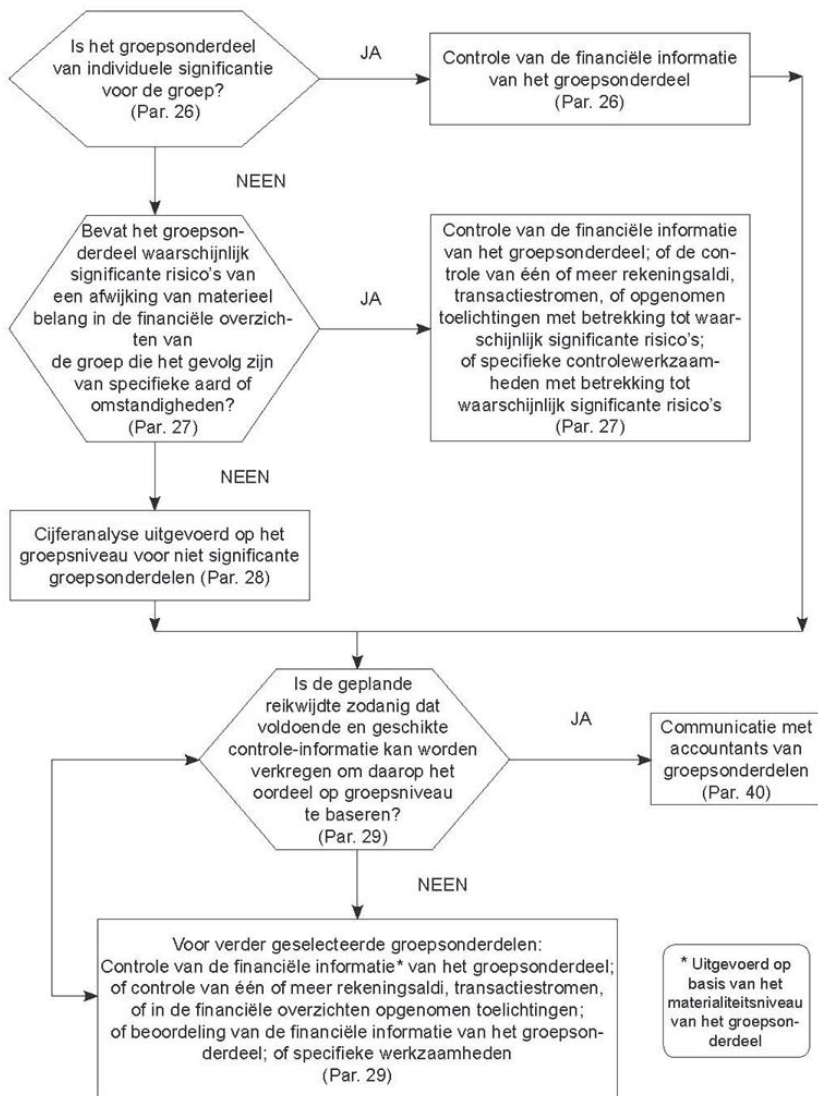 Is het groepsonderdeel
van individuele significantie
voor de groep?
(Par. 26)
JA
Controle van de financiële informatie
van het groepsonderdeel
(Par. 26)
NEEN
Bevat het groepson-
derdeel waarschijnlijk
significante risico's van
een afwijking van materieel
belang in de financiële overzich-
ten van
de groep die het gevolg zijn
van specifieke aard of
omstandigheden?
(Par. 27)
JA
Controle van de financiële informatie
van het groepsonderdeel; of de con-
trole van één of meer rekeningsaldi,
transactiestromen, of opgenomen
toelichtingen met betrekking tot waar-
schijnlijk significante risico's;
of specifieke controlewerkzaam-
heden met betrekking tot
waarschijnlijk significante risico's
(Par. 27)
NEEN
Cijferanalyse uitgevoerd op het
groepsniveau voor niet significante
groepsonderdelen (Par. 28)
Is de geplande
reikwijdte zodanig dat
voldoende en geschikte
controle-informatie kan worden
verkregen om daarop het
oordeel op groepsniveau
te baseren?
(Par. 29)
JA
Communicatie met
accountants van
groepsonderdelen
(Par. 40)
NEEN
Voor verder geselecteerde groepsonderdelen:
Controle van de financiële informatie* van het groepsonderdeel;
of controle van één of meer rekeningsaldi, transactiestromen,
of in de financiële overzichten opgenomen toelichtingen;
of beoordeling van de financiële informatie van het groepson-
derdeel; of specifieke werkzaamheden
(Par. 29)
* Uitgevoerd op
basis van het
materialiteitsniveau
van het groepson-
derdeel